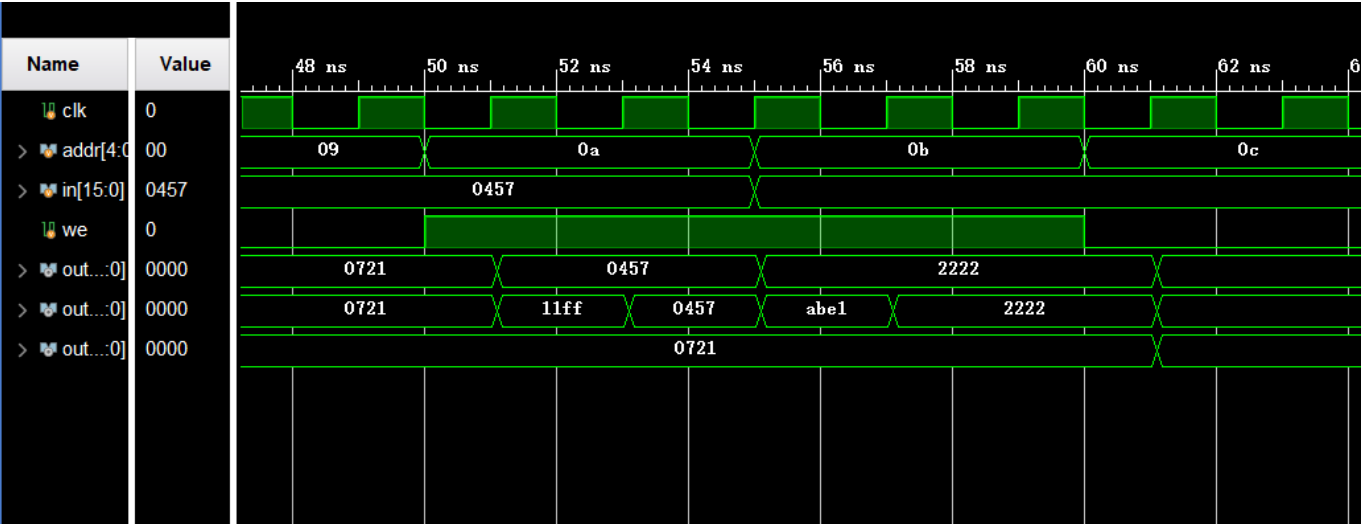 Name Value 48 ns 50 ns 52 ns 54 ns 56 ns 58 ns 60 ns 62 ns 6
clk 0
addr[4:0 00 09 0a 0b 0c
in[15:0] 0457 0457
we 0
out...:0] 0000 0721 0457 2222
out...:0] 0000 0721 11ff 0457 abe1 2222
out...:0] 0000 0721